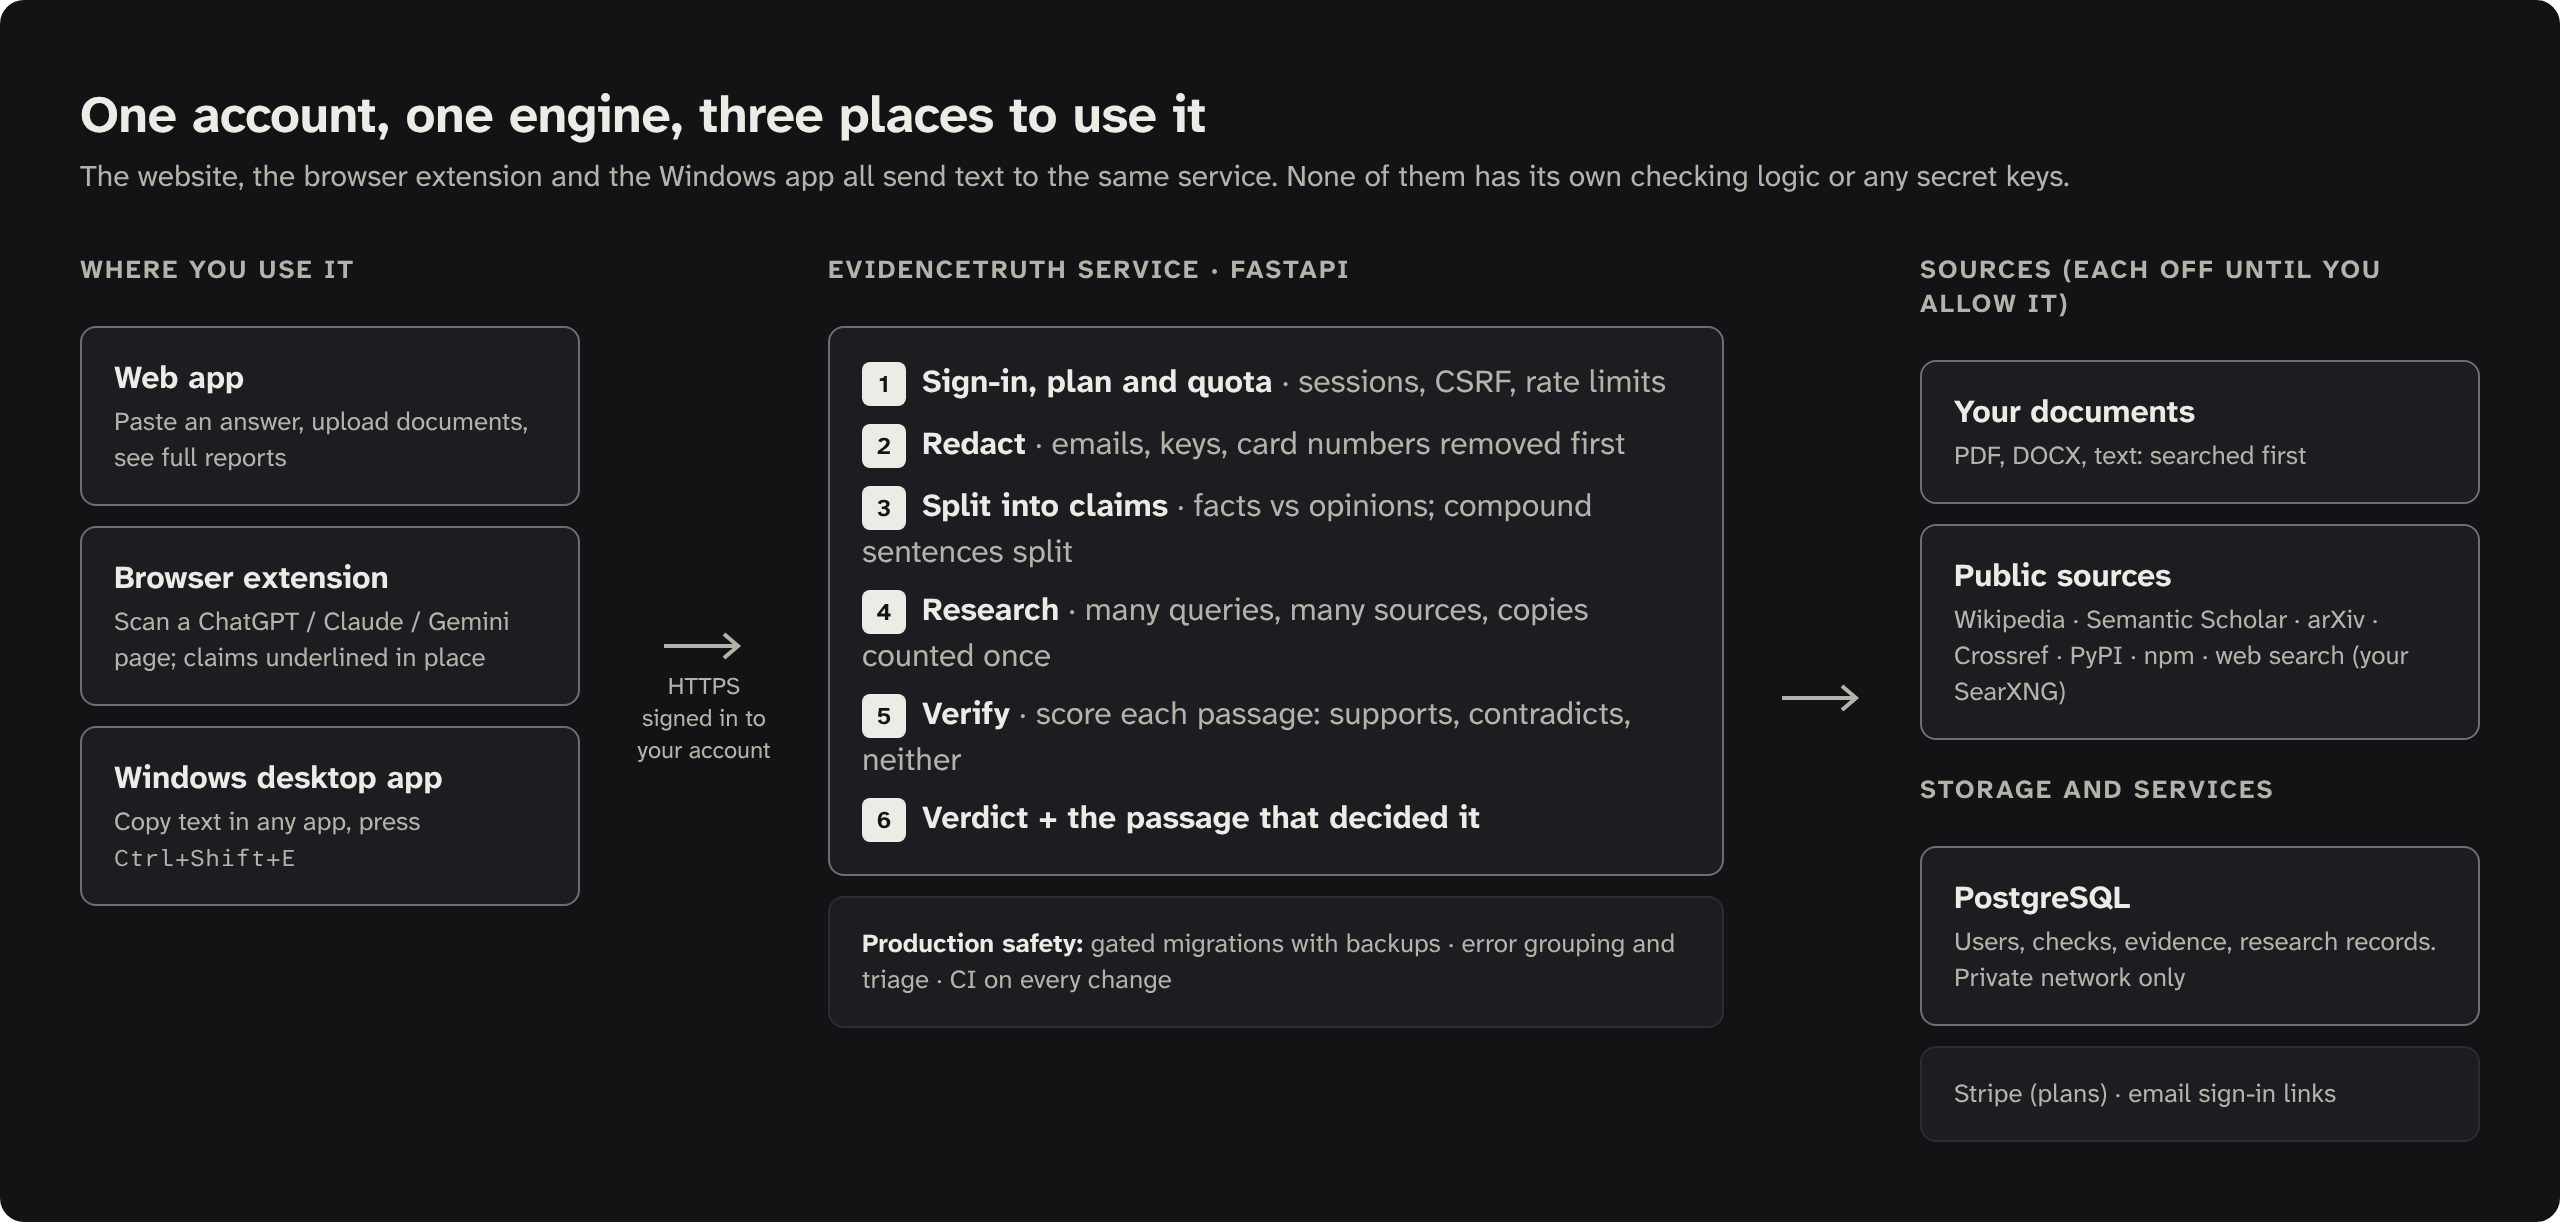 One account, one engine, three places to use it
The website, the browser extension and the Windows app all send text to the same service. None of them has its own checking logic or any secret keys.
WHERE YOU USE IT
Web app
Paste an answer, upload documents,
see full reports
Browser extension
Scan a ChatGPT / Claude / Gemini
page; claims underlined in place
Windows desktop app
Copy text in any app, press
Ctrl+Shift+E
HTTPS
signed in to
your account
EVIDENCETRUTH SERVICE · FASTAPI
1 Sign-in, plan and quota · sessions, CSRF, rate limits
2 Redact · emails, keys, card numbers removed first
3 Split into claims · facts vs opinions; compound
sentences split
4 Research · many queries, many sources, copies
counted once
5 Verify · score each passage: supports, contradicts,
neither
6 Verdict + the passage that decided it
Production safety: gated migrations with backups · error grouping and
triage · CI on every change
SOURCES (EACH OFF UNTIL YOU
ALLOW IT)
Your documents
PDF, DOCX, text: searched first
Public sources
Wikipedia · Semantic Scholar · arXiv ·
Crossref · PyPI · npm · web search (your
SearXNG)
STORAGE AND SERVICES
PostgreSQL
Users, checks, evidence, research records.
Private network only
Stripe (plans) · email sign-in links